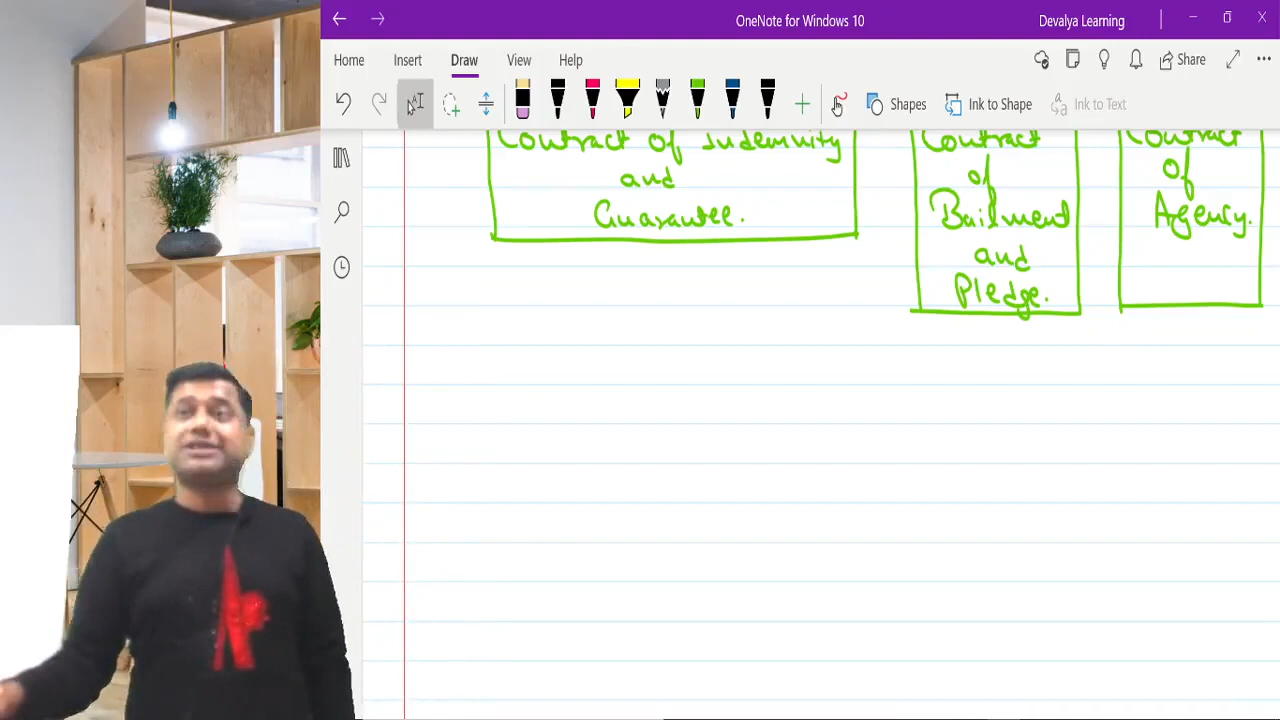 OneNote for Windows 10
Devalya Learning
Home
Insert
Draw
View
Help
Share
Shapes
Ink to Shape
Ink to Text
Contract of Indemnity
and
Guarantee.
Contract
of
Bailment
and
Pledge.
Contract
of
Agency.